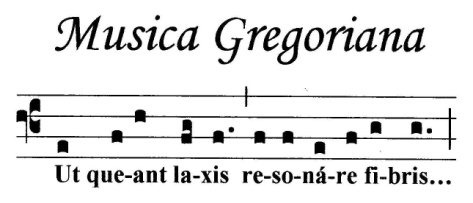 Musica Gregoriana
Ut que-ant la-xis re-so-ná-re fi-bris...